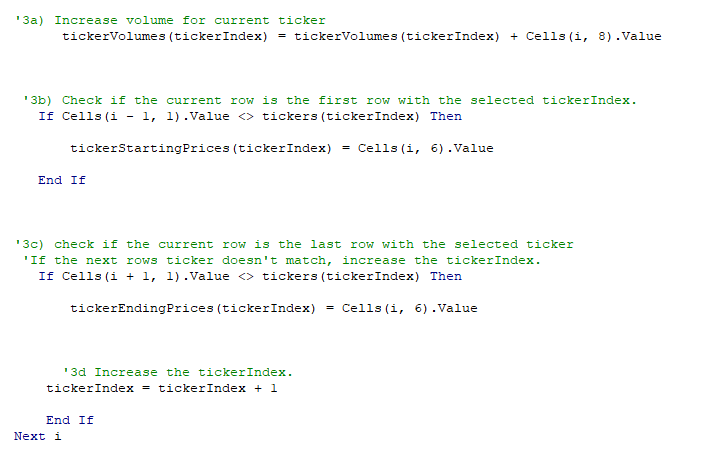 '3a) Increase volume for current ticker
tickerVolumes(tickerIndex) = tickerVolumes(tickerIndex) + Cells(i, 8).Value
'3b) Check if the current row is the first row with the selected tickerIndex.
If Cells(i - 1, 1).Value <> tickers(tickerIndex) Then
tickerStartingPrices(tickerIndex) = Cells(i, 6).Value
End If
'3c) check if the current row is the last row with the selected ticker
'If the next rows ticker doesn't match, increase the tickerIndex.
If Cells(i + 1, 1).Value <> tickers(tickerIndex) Then
tickerEndingPrices(tickerIndex) = Cells(i, 6).Value
'3d Increase the tickerIndex.
tickerIndex = tickerIndex + 1
End If
Next i